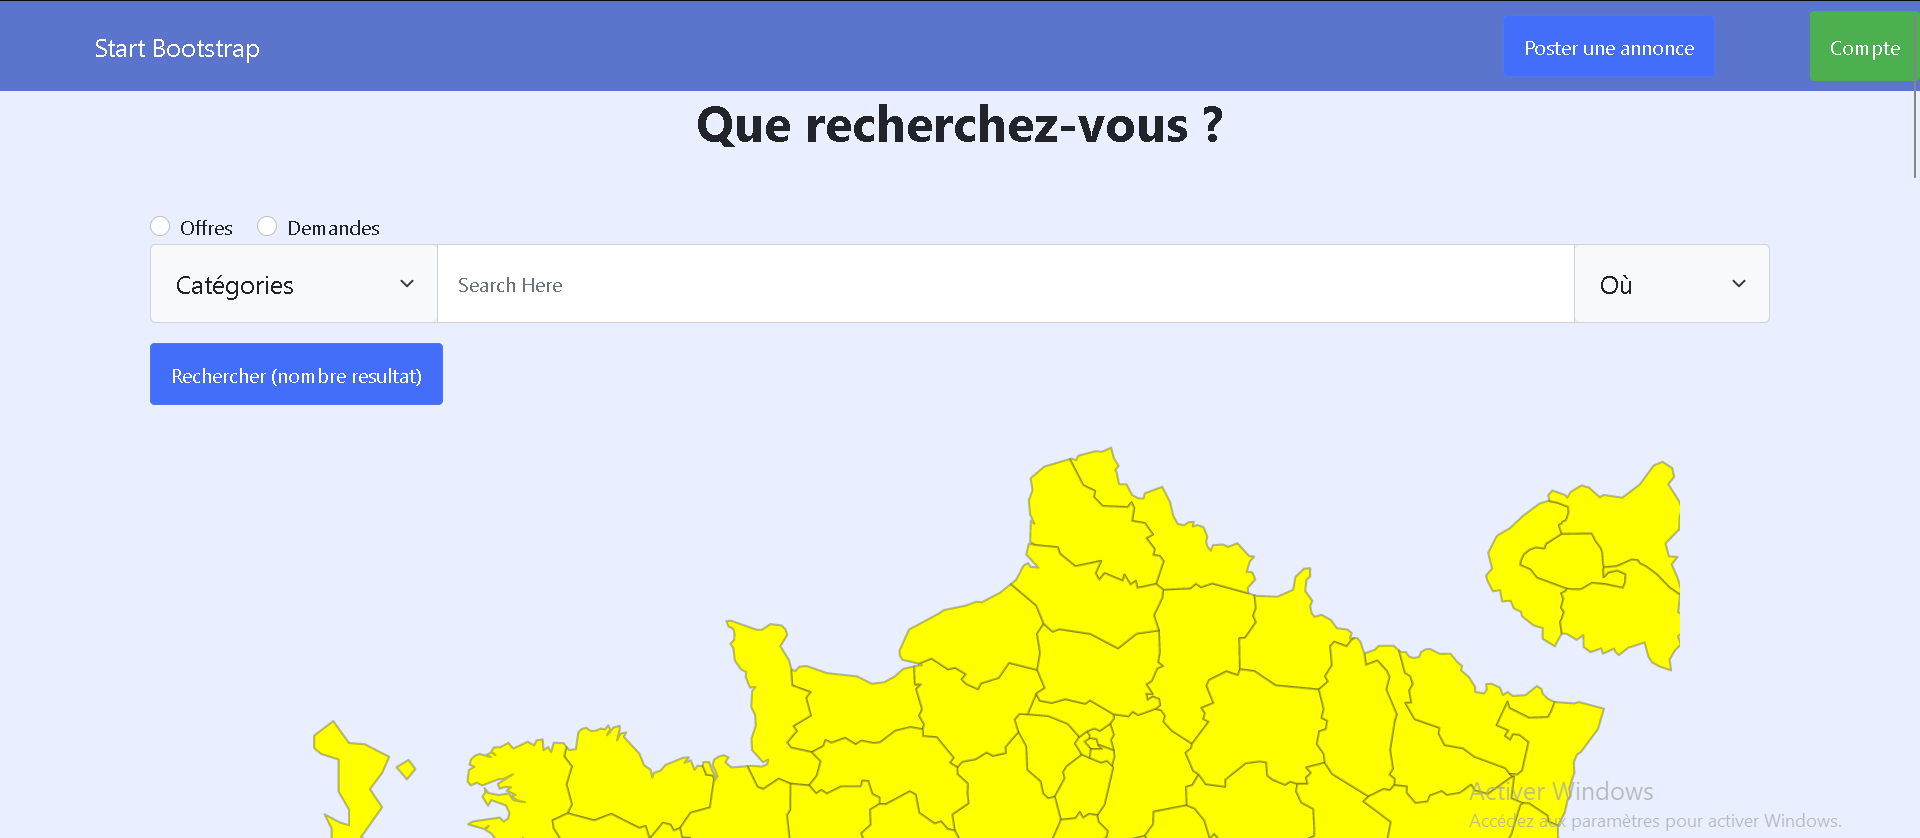 Start Bootstrap
Poster une annonce
Compte
Que recherchez-vous ?
Offres
Demandes
Catégories
Search Here
Où
Rechercher (nombre resultat)
Activer Windows
Accédez aux paramètres pour activer Windows.